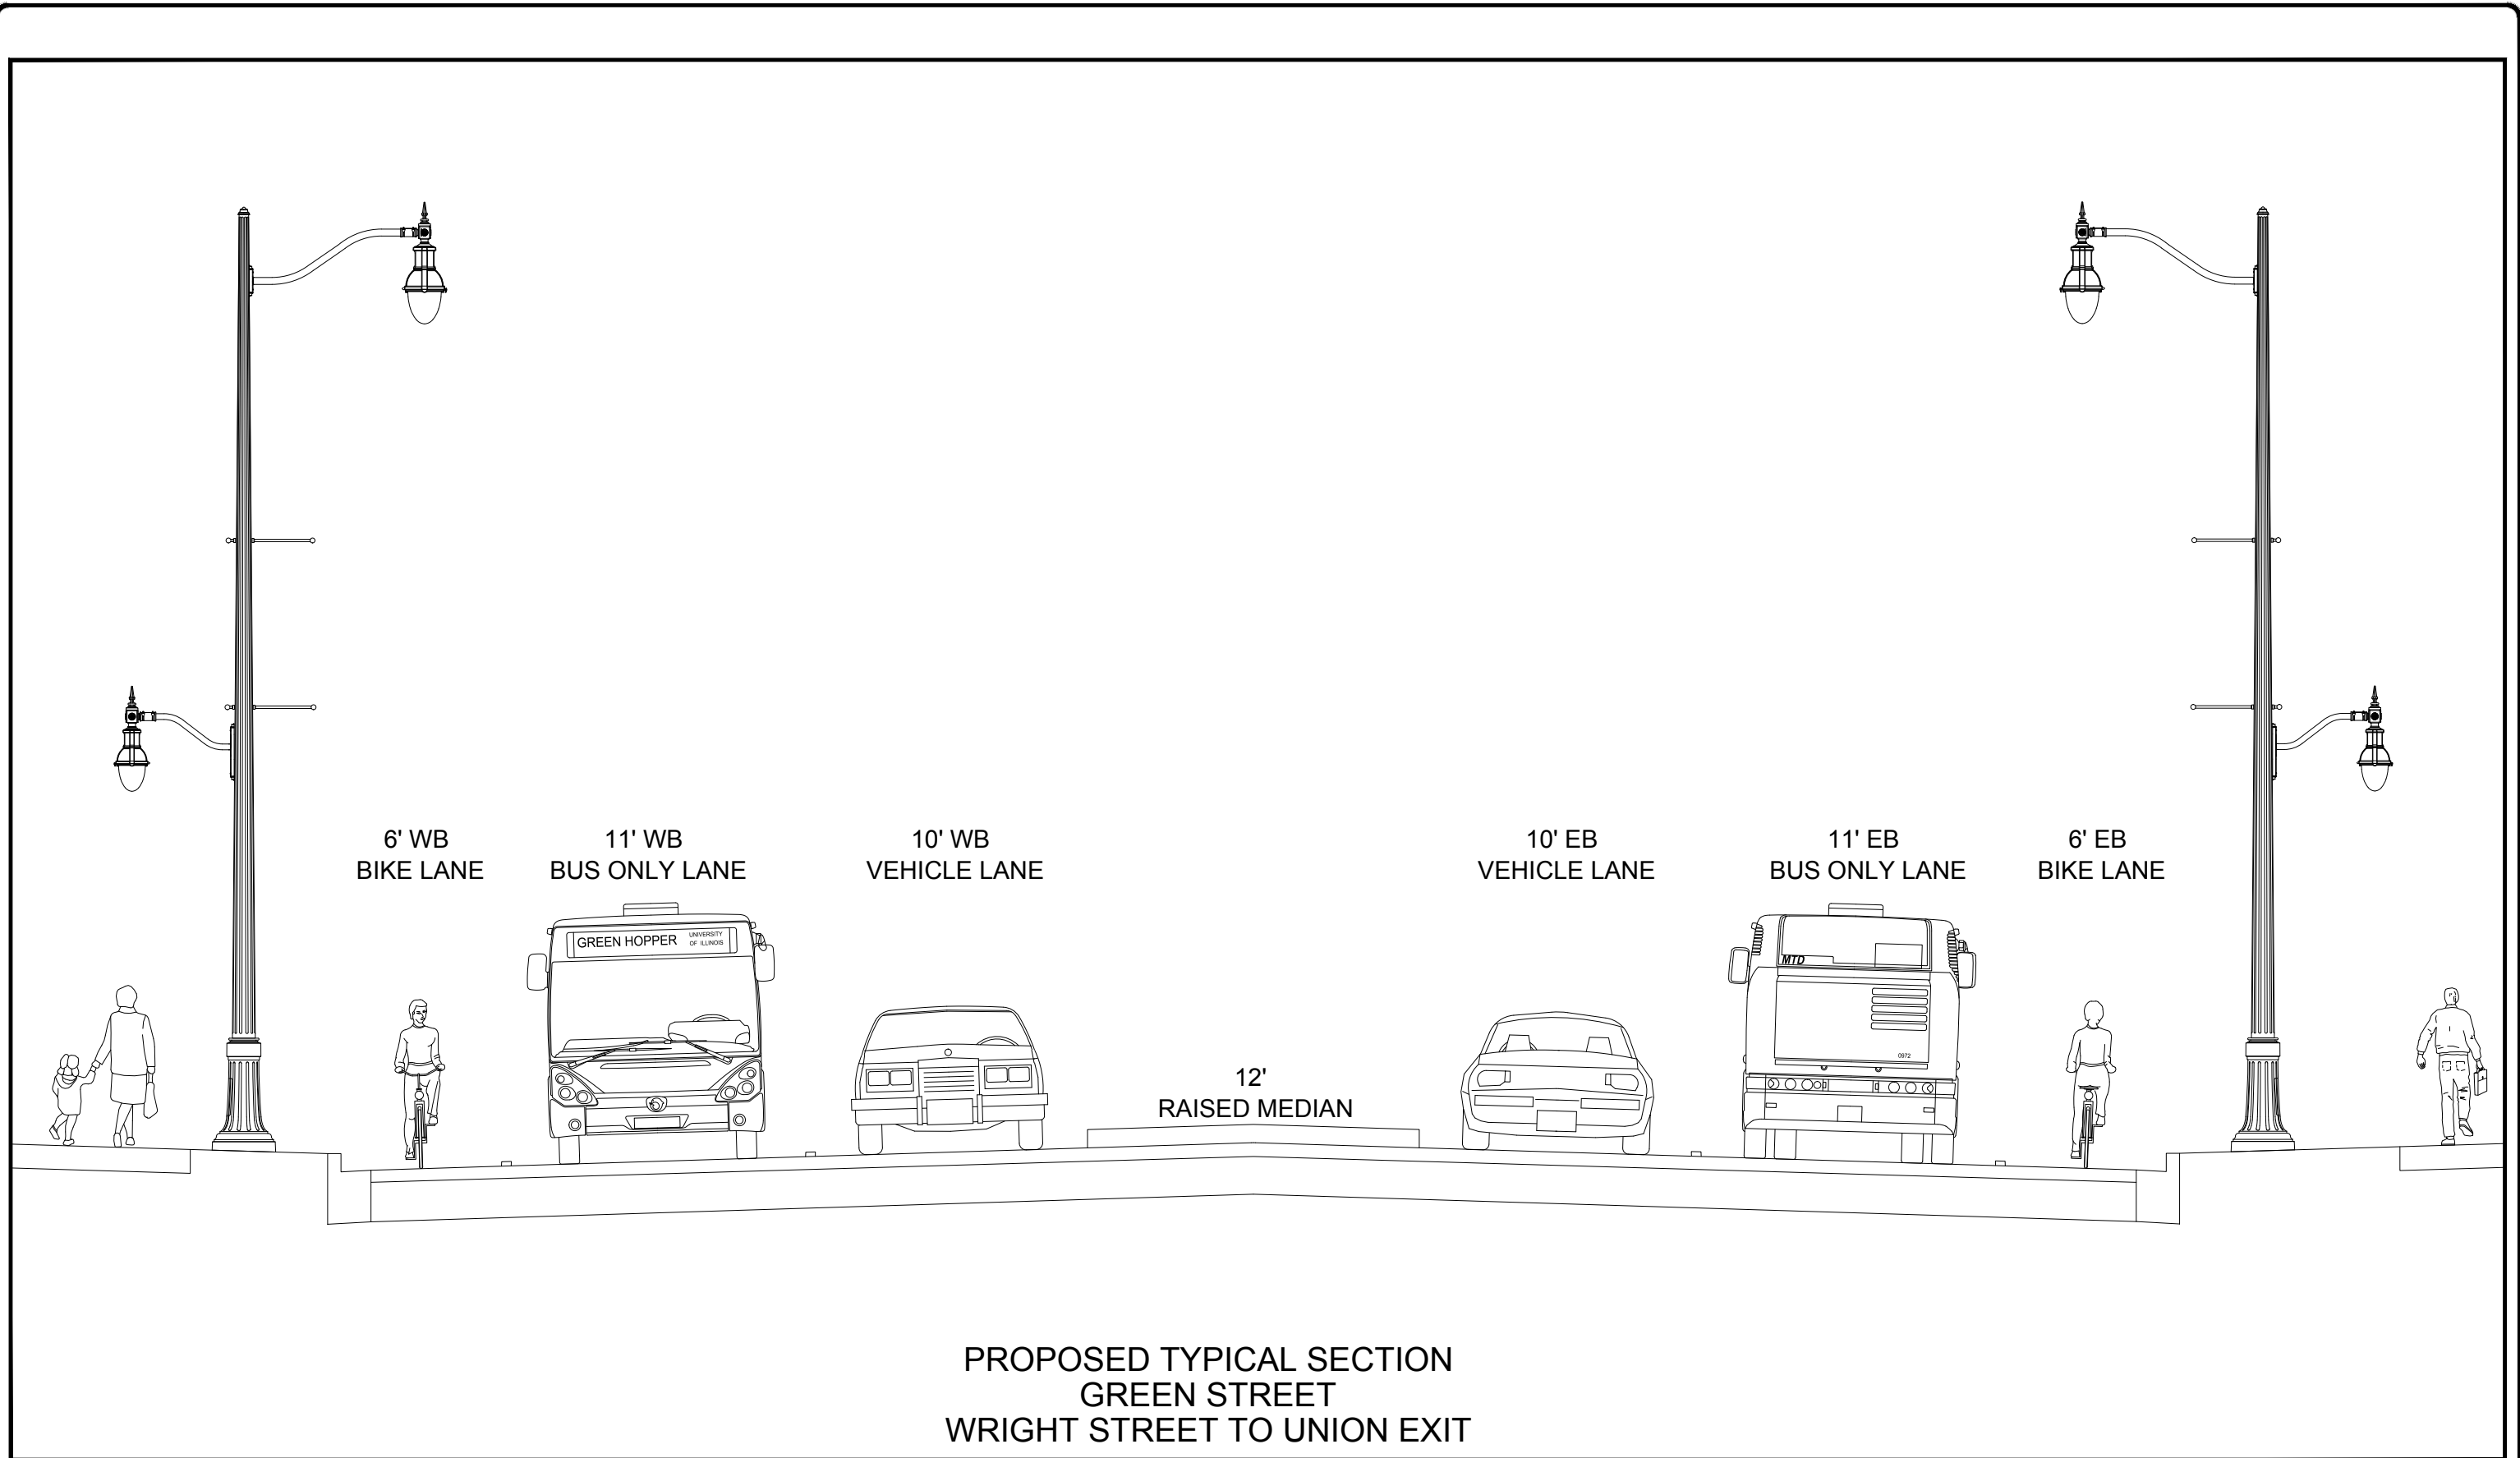 6' WB
BIKE LANE
11' WB
BUS ONLY LANE
10' WB
VEHICLE LANE
10' EB
VEHICLE LANE
11' EB
BUS ONLY LANE
6' EB
BIKE LANE
GREEN HOPPER
UNIVERSITY
OF ILLINOIS
MTD
0972
12'
RAISED MEDIAN
PROPOSED TYPICAL SECTION
GREEN STREET
WRIGHT STREET TO UNION EXIT